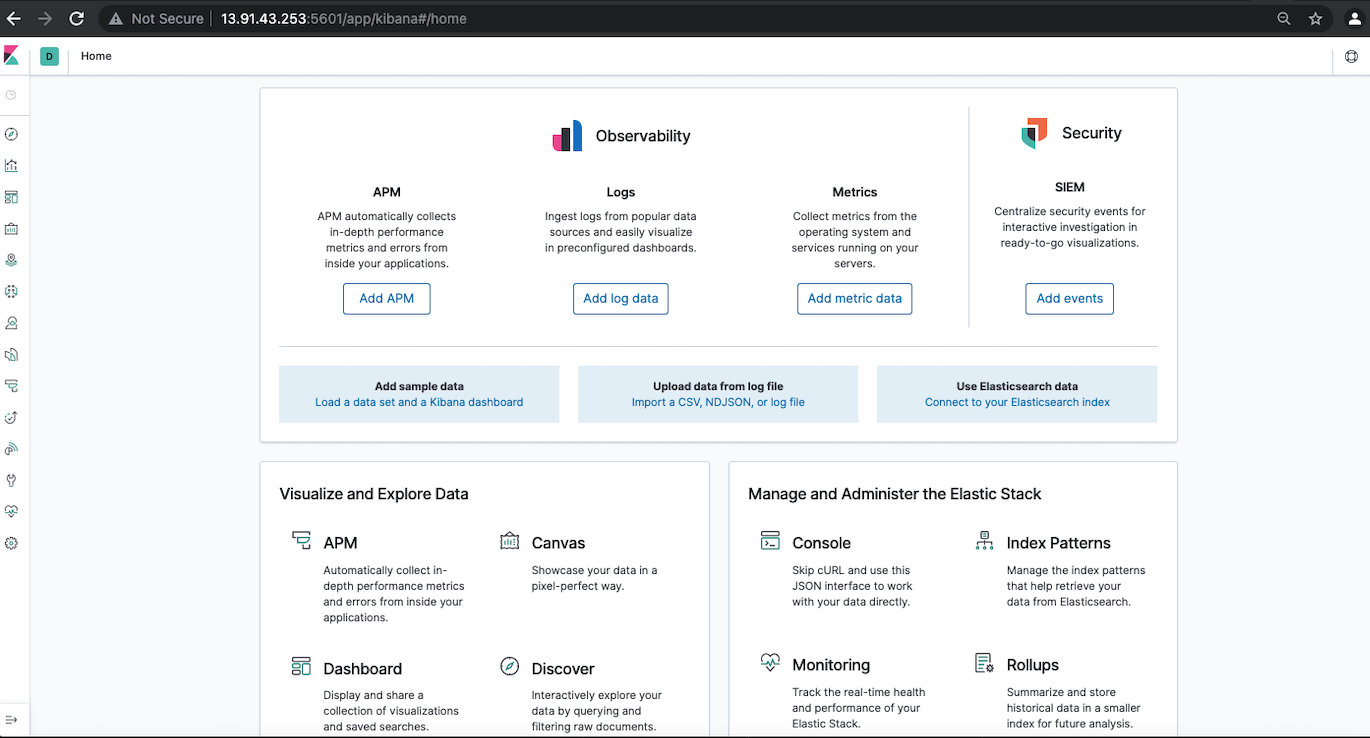 Not Secure 13.91.43.253:5601/app/kibana#/home
D Home
Observability
Security
APM
APM automatically collects
in-depth performance
metrics and errors from
inside your applications.
Add APM
Logs
Ingest logs from popular data
sources and easily visualize
in preconfigured dashboards.
Add log data
Metrics
Collect metrics from the
operating system and
services running on your
servers.
Add metric data
SIEM
Centralize security events for
interactive investigation in
ready-to-go visualizations.
Add events
Add sample data
Load a data set and a Kibana dashboard
Upload data from log file
Import a CSV, NDJSON, or log file
Use Elasticsearch data
Connect to your Elasticsearch index
Visualize and Explore Data
APM
Automatically collect in-
depth performance metrics
and errors from inside your
applications.
Canvas
Showcase your data in a
pixel-perfect way.
Dashboard
Display and share a
collection of visualizations
and saved searches.
Discover
Interactively explore your
data by querying and
filtering raw documents.
Manage and Administer the Elastic Stack
Console
Skip cURL and use this
JSON interface to work
with your data directly.
Index Patterns
Manage the index patterns
that help retrieve your
data from Elasticsearch.
Monitoring
Track the real-time health
and performance of your
Elastic Stack.
Rollups
Summarize and store
historical data in a smaller
index for future analysis.